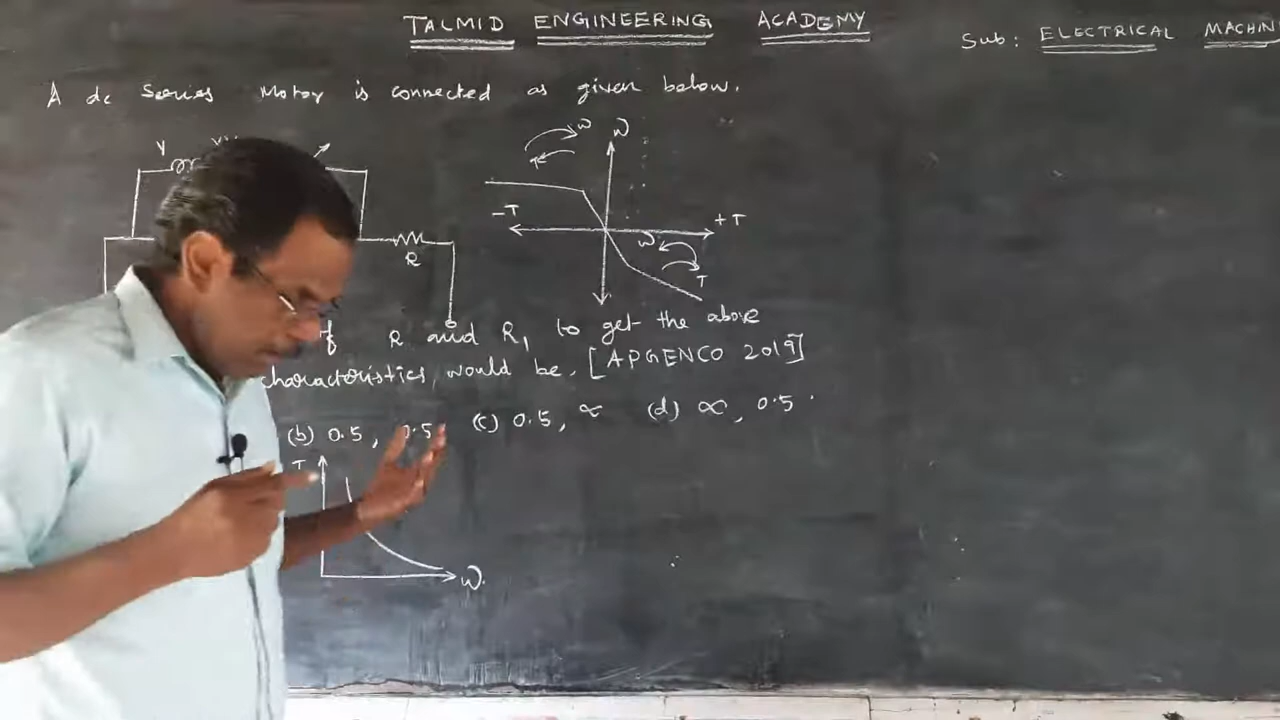 TALMID ENGINEERING ACADEMY
Sub: ELECTRICAL MACHIN
A dc Series Motor is connected as given below.
Y
ω
ω
-T
+T
ω
T
R
of R and R₁ to get the above
characteristics, would be, [APGENCO 2019]
(b) 0.5, 0.5 (c) 0.5, ∝ (d) ∝, 0.5
T
ω